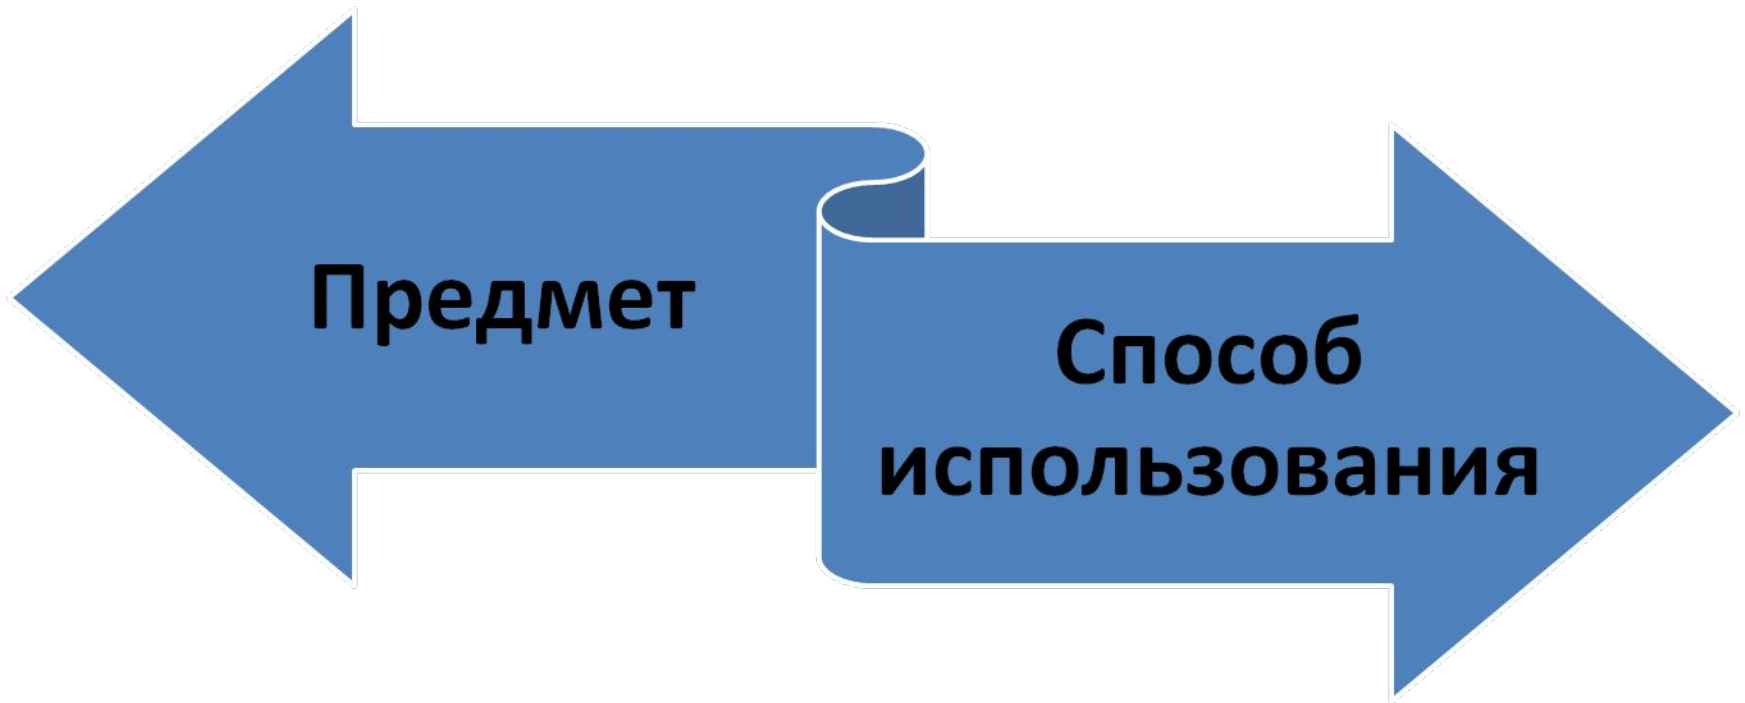 Предмет
Способ
использования